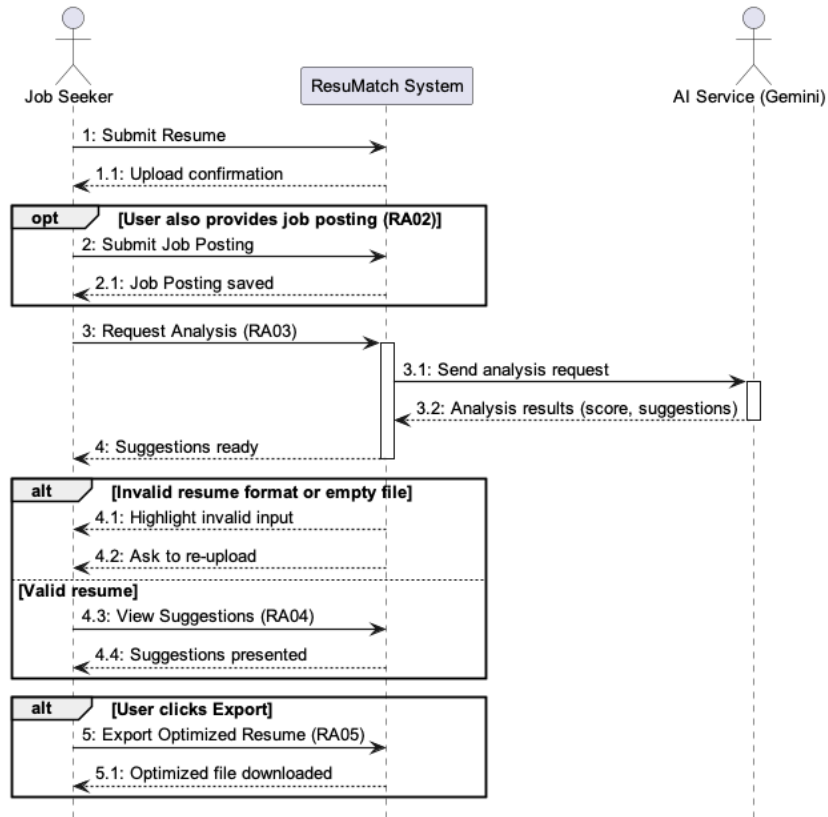 Job Seeker
ResuMatch System
AI Service (Gemini)
1: Submit Resume
1.1: Upload confirmation
opt
[User also provides job posting (RA02)]
2: Submit Job Posting
2.1: Job Posting saved
3: Request Analysis (RA03)
3.1: Send analysis request
3.2: Analysis results (score, suggestions)
4: Suggestions ready
alt
[Invalid resume format or empty file]
4.1: Highlight invalid input
4.2: Ask to re-upload
[Valid resume]
4.3: View Suggestions (RA04)
4.4: Suggestions presented
alt
[User clicks Export]
5: Export Optimized Resume (RA05)
5.1: Optimized file downloaded